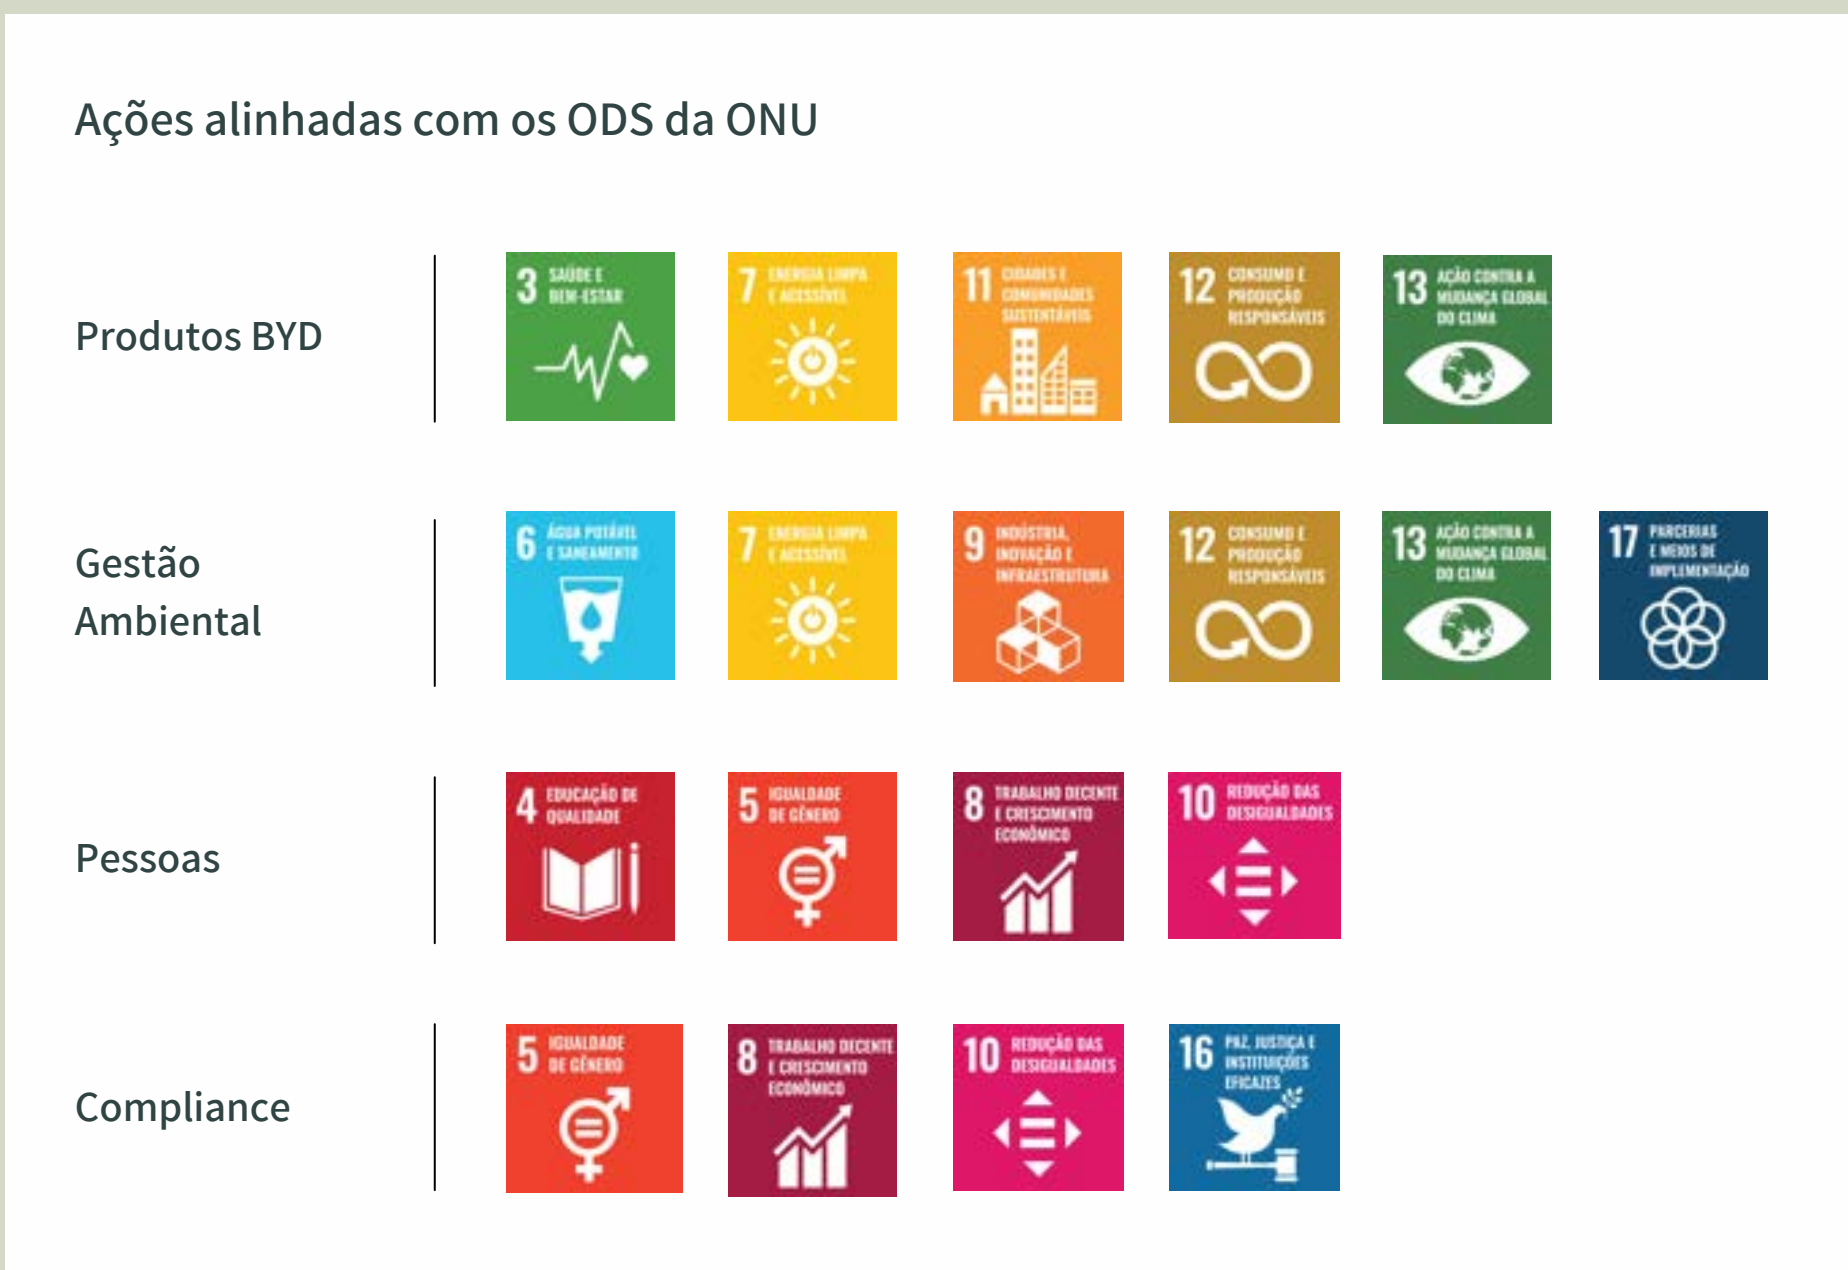 Ações alinhadas com os ODS da ONU
Produtos BYD
3 SAÚDE E
BEM-ESTAR
7 ENERGIA LIMPA
E ACESSÍVEL
11 CIDADES E
COMUNIDADES
SUSTENTÁVEIS
12 CONSUMO E
PRODUÇÃO
RESPONSÁVEIS
13 AÇÃO CONTRA A
MUDANÇA GLOBAL
DO CLIMA
Gestão
Ambiental
6 ÁGUA POTÁVEL
E SANEAMENTO
7 ENERGIA LIMPA
E ACESSÍVEL
9 INDÚSTRIA,
INOVAÇÃO E
INFRAESTRUTURA
12 CONSUMO E
PRODUÇÃO
RESPONSÁVEIS
13 AÇÃO CONTRA A
MUDANÇA GLOBAL
DO CLIMA
17 PARCERIAS
E MEIOS DE
IMPLEMENTAÇÃO
Pessoas
4 EDUCAÇÃO DE
QUALIDADE
5 IGUALDADE
DE GÊNERO
8 TRABALHO DECENTE
E CRESCIMENTO
ECONÔMICO
10 REDUÇÃO DAS
DESIGUALDADES
Compliance
5 IGUALDADE
DE GÊNERO
8 TRABALHO DECENTE
E CRESCIMENTO
ECONÔMICO
10 REDUÇÃO DAS
DESIGUALDADES
16 PAZ, JUSTIÇA E
INSTITUIÇÕES
EFICAZES